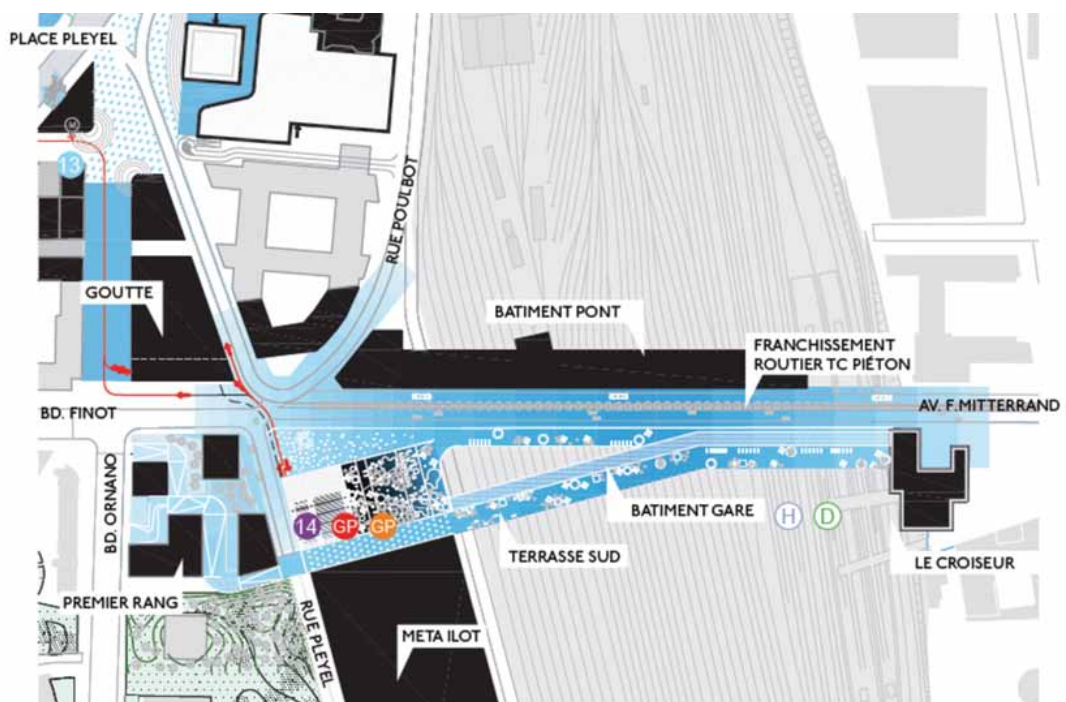 PLACE PLEYEL
M
13
RUE POULBOT
GOUTTE
BATIMENT PONT
FRANCHISSEMENT
ROUTIER TC PIÉTON
BD. FINOT
AV. F.MITTERRAND
BD. ORNANO
14
GP
GP
BATIMENT GARE
H
D
TERRASSE SUD
LE CROISEUR
PREMIER RANG
RUE PLEYEL
META ILOT